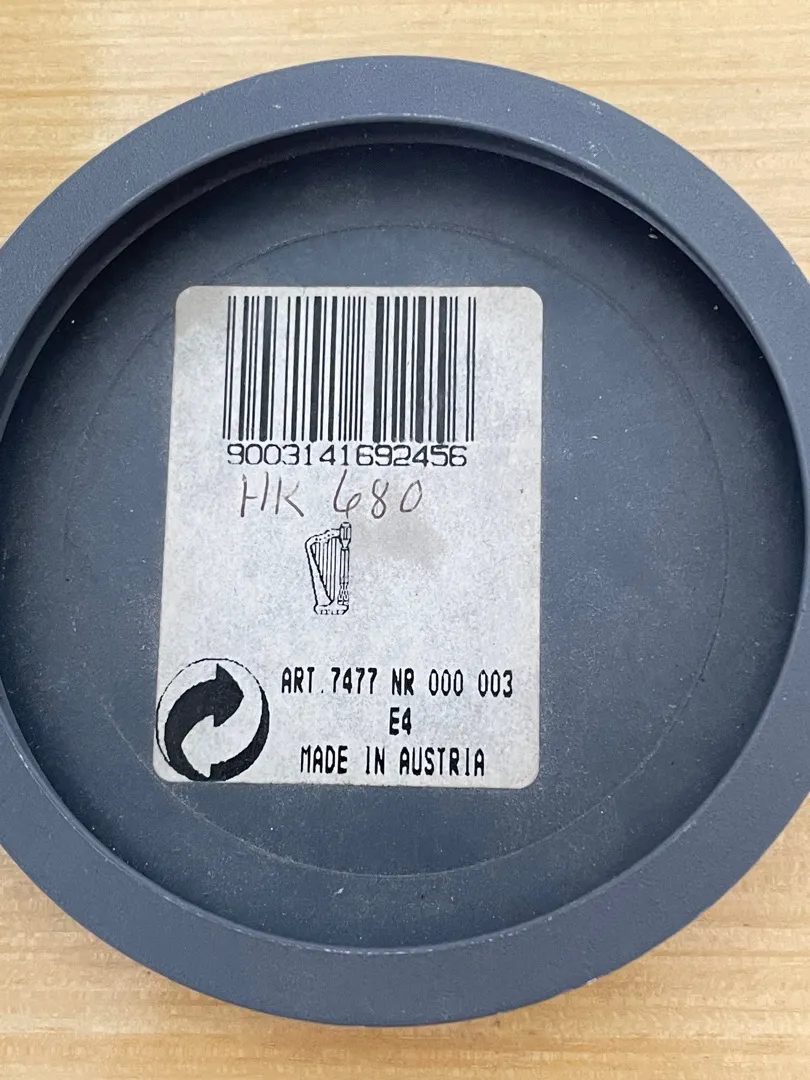 9003141692456
HK 680
ART.7477 NR 000 003
E4
MADE IN AUSTRIA